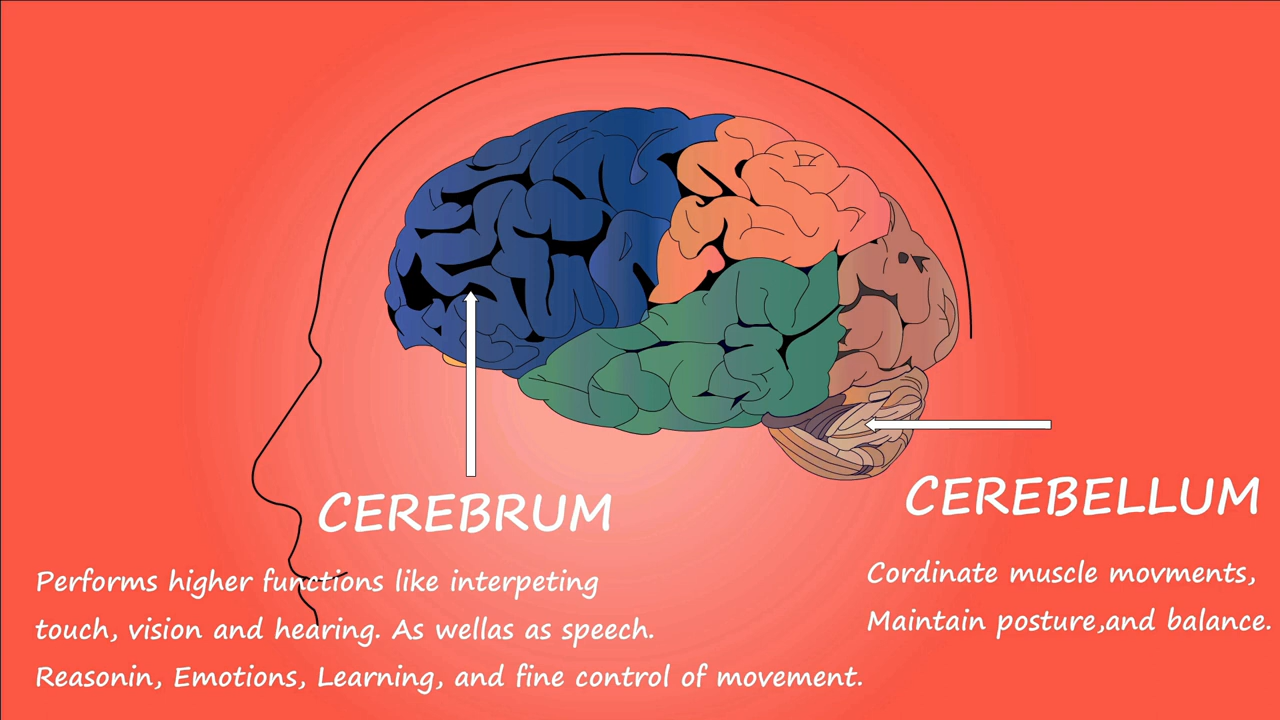 CEREBRUM
Performs higher functions like interpeting
touch, vision and hearing. As wellas as speech.
Reasonin, Emotions, Learning, and fine control of movement.
CEREBELLUM
Cordinate muscle movments,
Maintain posture,and balance.